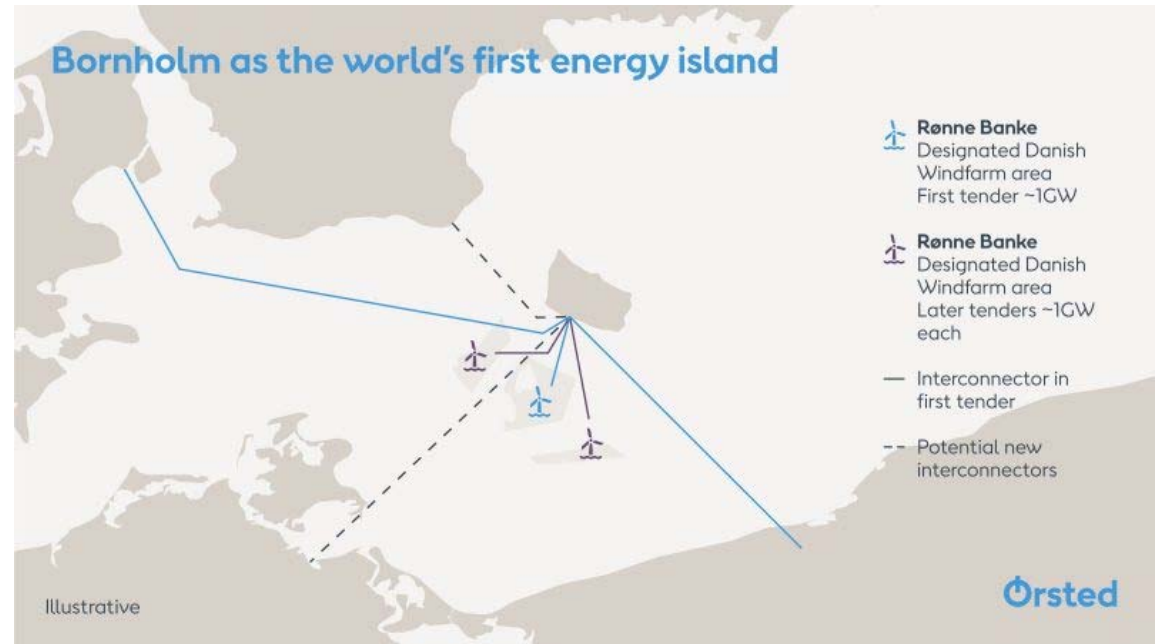 Bornholm as the world's first energy island
Rønne Banke
Designated Danish
Windfarm area
First tender ~1GW
Rønne Banke
Designated Danish
Windfarm area
Later tenders ~1GW
each
Interconnector in
first tender
Potential new
interconnectors
Illustrative
Ørsted